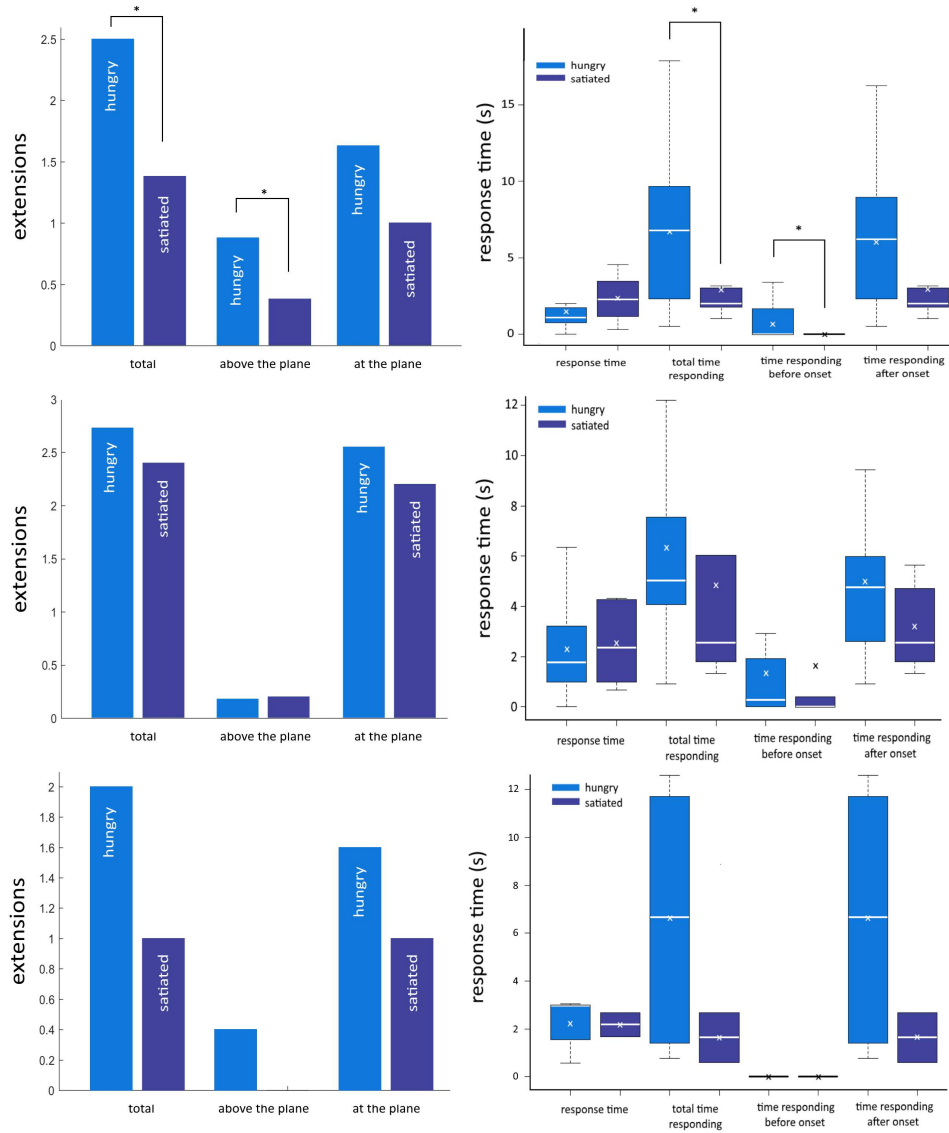 *
*
2.5
2
1.5
1
0.5
0
extensions
hungry
satiated
hungry
satiated
hungry
satiated
total
above the plane
at the plane
hungry
satiated
*
*
15
10
5
0
response time (s)
response time
total time
responding
time responding
before onset
time responding
after onset
3
2.5
2
1.5
1
0.5
0
extensions
hungry
satiated
hungry
satiated
total
above the plane
at the plane
hungry
satiated
12
10
8
6
4
2
0
response time (s)
response time
total time
responding
time responding
before onset
time responding
after onset
2
1.8
1.6
1.4
1.2
1
0.8
0.6
0.4
0.2
0
extensions
hungry
satiated
hungry
satiated
total
above the plane
at the plane
hungry
satiated
12
10
8
6
4
2
0
response time (s)
response time
total time
responding
time responding
before onset
time responding
after onset